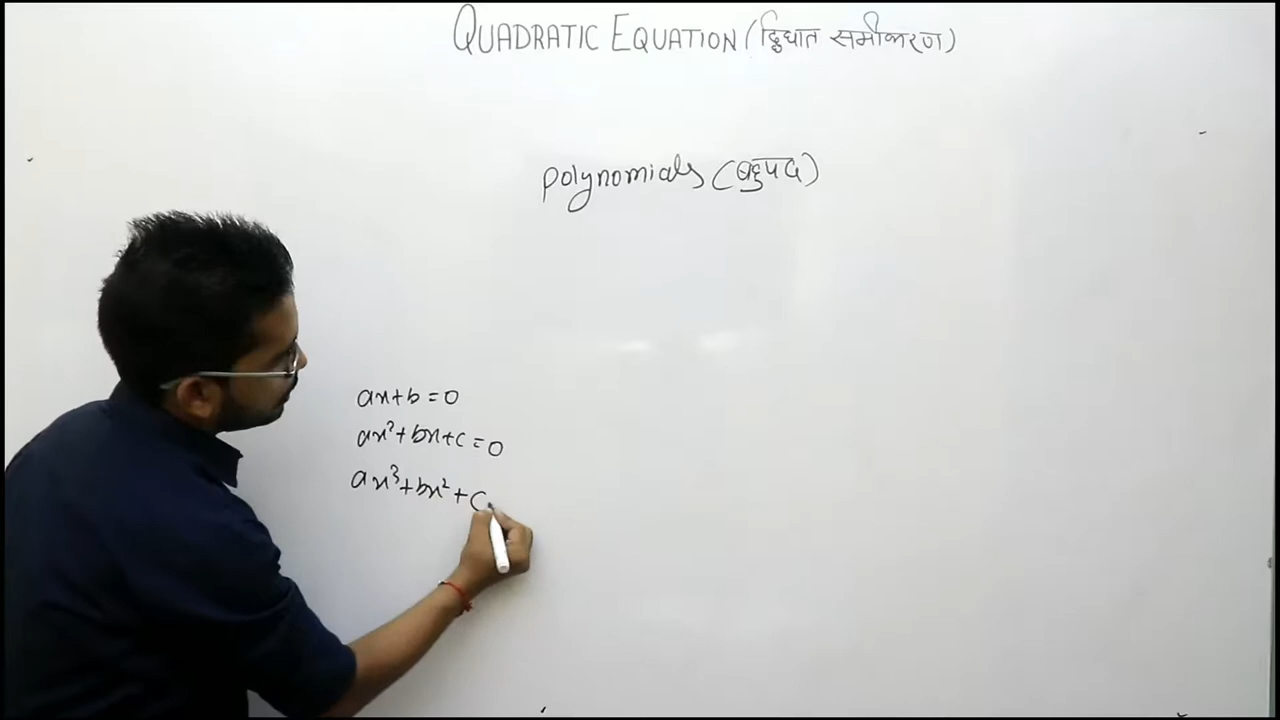 QUADRATIC EQUATION (द्विघात समीकरण)
polynomials (बहुपद)
ax+b=0
ax²+bx+c=0
ax³+bx²+c